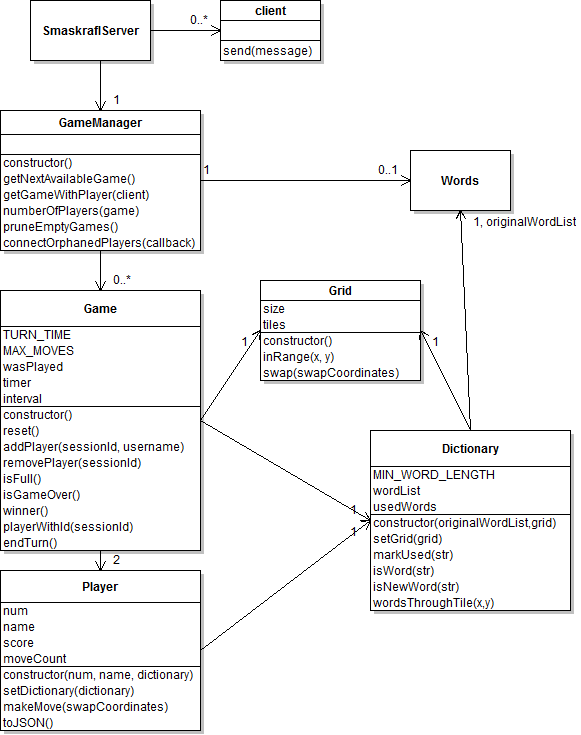 SmaskraflServer
0..*
client
send(message)
1
GameManager
constructor()
getNextAvailableGame()
getGameWithPlayer(client)
numberOfPlayers(game)
pruneEmptyGames()
connectOrphanedPlayers(callback)
1
0..1
Words
1, originalWordList
0..*
Game
TURN_TIME
MAX_MOVES
wasPlayed
timer
interval
constructor()
reset()
addPlayer(sessionId, username)
removePlayer(sessionId)
isFull()
isGameOver()
winner()
playerWithId(sessionId)
endTurn()
1
Grid
size
tiles
constructor()
inRange(x, y)
swap(swapCoordinates)
1
Dictionary
MIN_WORD_LENGTH
wordList
usedWords
constructor(originalWordList,grid)
setGrid(grid)
markUsed(str)
isWord(str)
isNewWord(str)
wordsThroughTile(x,y)
1
1
2
Player
num
name
score
moveCount
constructor(num, name, dictionary)
setDictionary(dictionary)
makeMove(swapCoordinates)
toJSON()